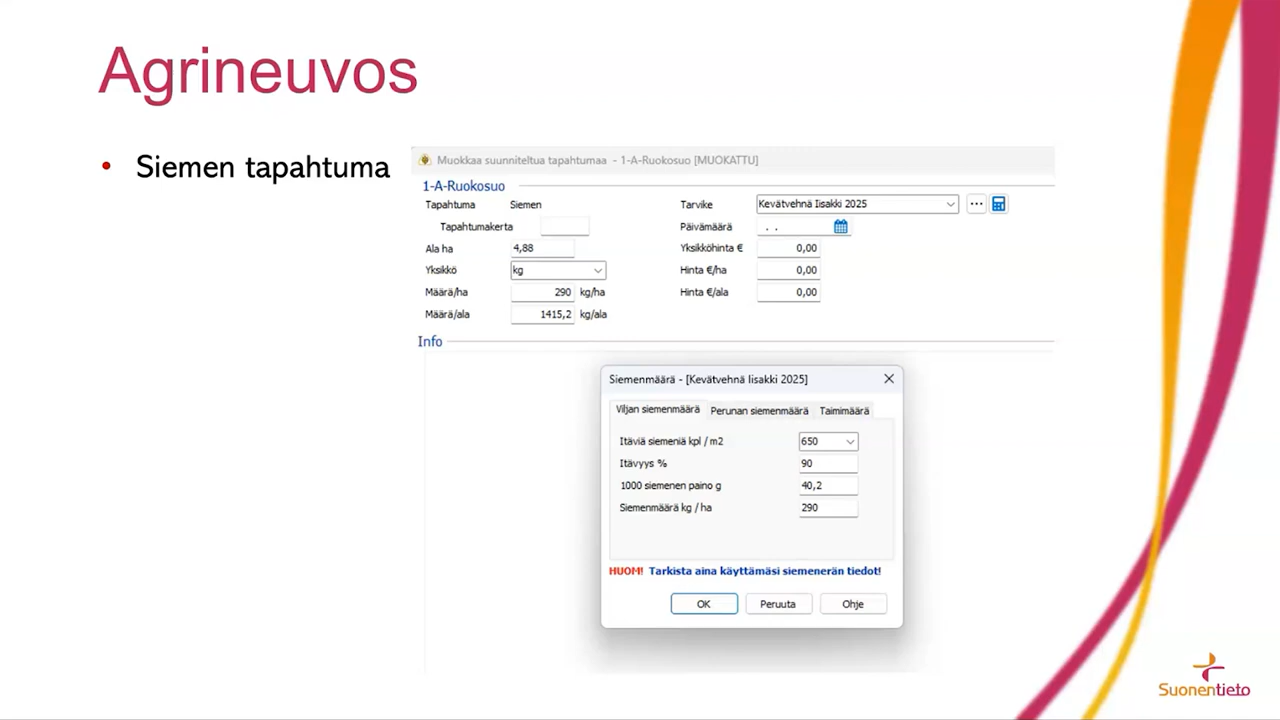 Agrineuvos
• Siemen tapahtuma
Muokkaa suunniteltua tapahtumaa - 1-A-Ruokosuo [MUOKATTU]
1-A-Ruokosuo
Tapahtuma Siemen Tarvike Kevätvehnä Iisakki 2025 ...
Tapahtumakerta Päivämäärä . .
Ala ha 4,88 Yksikköhinta € 0,00
Yksikkö kg Hinta €/ha 0,00
Määrä/ha 290 kg/ha Hinta €/ala 0,00
Määrä/ala 1415,2 kg/ala
Info
Siemenmäärä - [Kevätvehnä Iisakki 2025]
Viljan siemenmäärä Perunan siemenmäärä Taimimäärä
Itäviä siemeniä kpl / m2 650
Itävyys % 90
1000 siemenen paino g 40,2
Siemenmäärä kg / ha 290
HUOM! Tarkista aina käyttämäsi siemenerän tiedot!
OK Peruuta Ohje
Suonentieto